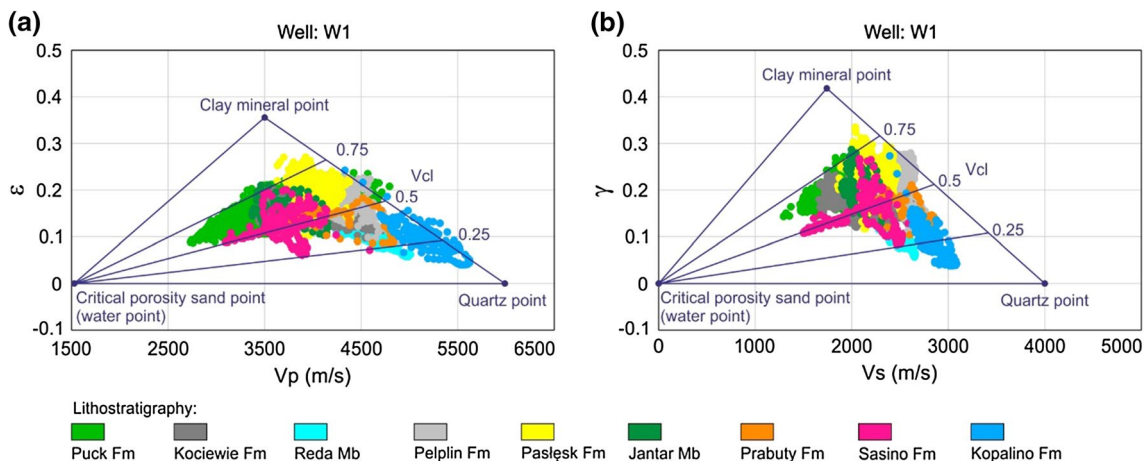 (a)
Well: W1
0.5
0.4
0.3
0.2
0.1
0
-0.1
ε
Clay mineral point
0.75
Vcl
0.5
0.25
Critical porosity sand point
(water point)
Quartz point
1500 2500 3500 4500 5500 6500
Vp (m/s)
(b)
Well: W1
0.5
0.4
0.3
0.2
0.1
0
-0.1
γ
Clay mineral point
0.75
Vcl
0.5
0.25
Critical porosity sand point
(water point)
Quartz point
0 1000 2000 3000 4000 5000
Vs (m/s)
Lithostratigraphy:
Puck Fm Kociewie Fm Reda Mb Pelplin Fm Pasłęsk Fm Jantar Mb Prabuty Fm Sasino Fm Kopalino Fm